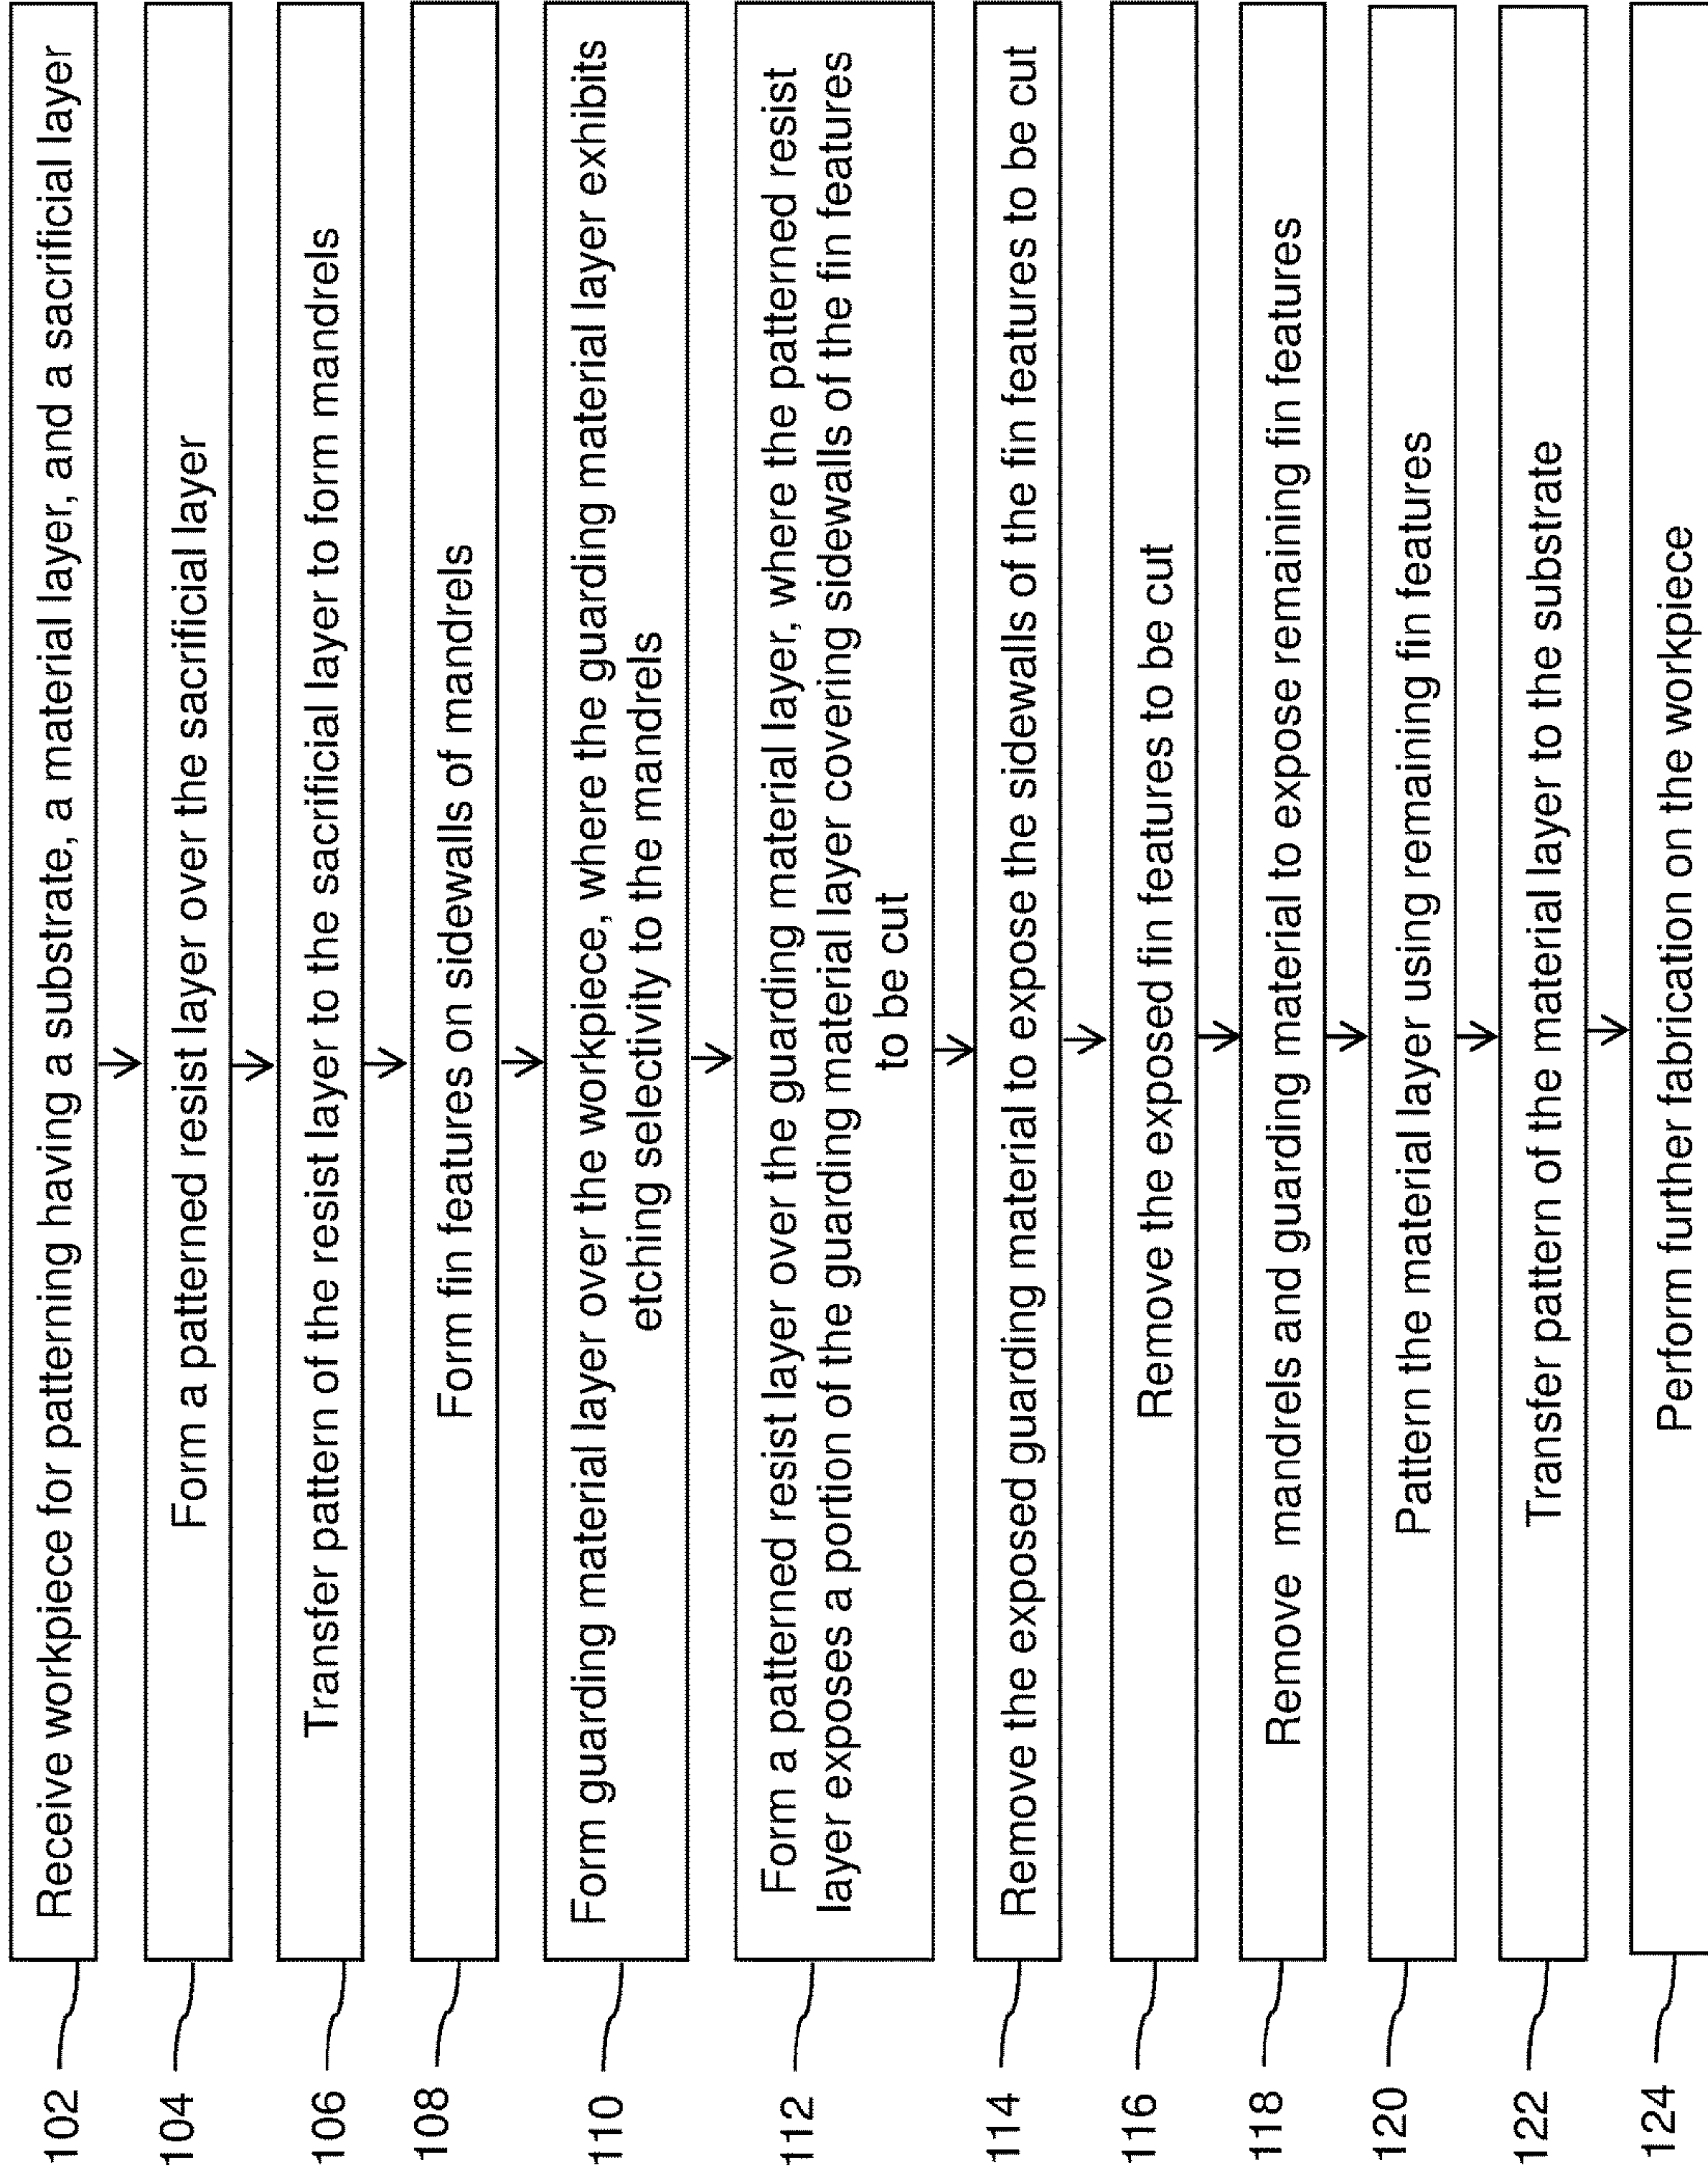 102
Receive workpiece for patterning having a substrate, a material layer, and a sacrificial layer
104
Form a patterned resist layer over the sacrificial layer
106
Transfer pattern of the resist layer to the sacrificial layer to form mandrels
108
Form fin features on sidewalls of mandrels
110
Form guarding material layer over the workpiece, where the guarding material layer exhibits
etching selectivity to the mandrels
112
Form a patterned resist layer over the guarding material layer, where the patterned resist
layer exposes a portion of the guarding material layer covering sidewalls of the fin features
to be cut
114
Remove the exposed guarding material to expose the sidewalls of the fin features to be cut
116
Remove the exposed fin features to be cut
118
Remove mandrels and guarding material to expose remaining fin features
120
Pattern the material layer using remaining fin features
122
Transfer pattern of the material layer to the substrate
124
Perform further fabrication on the workpiece